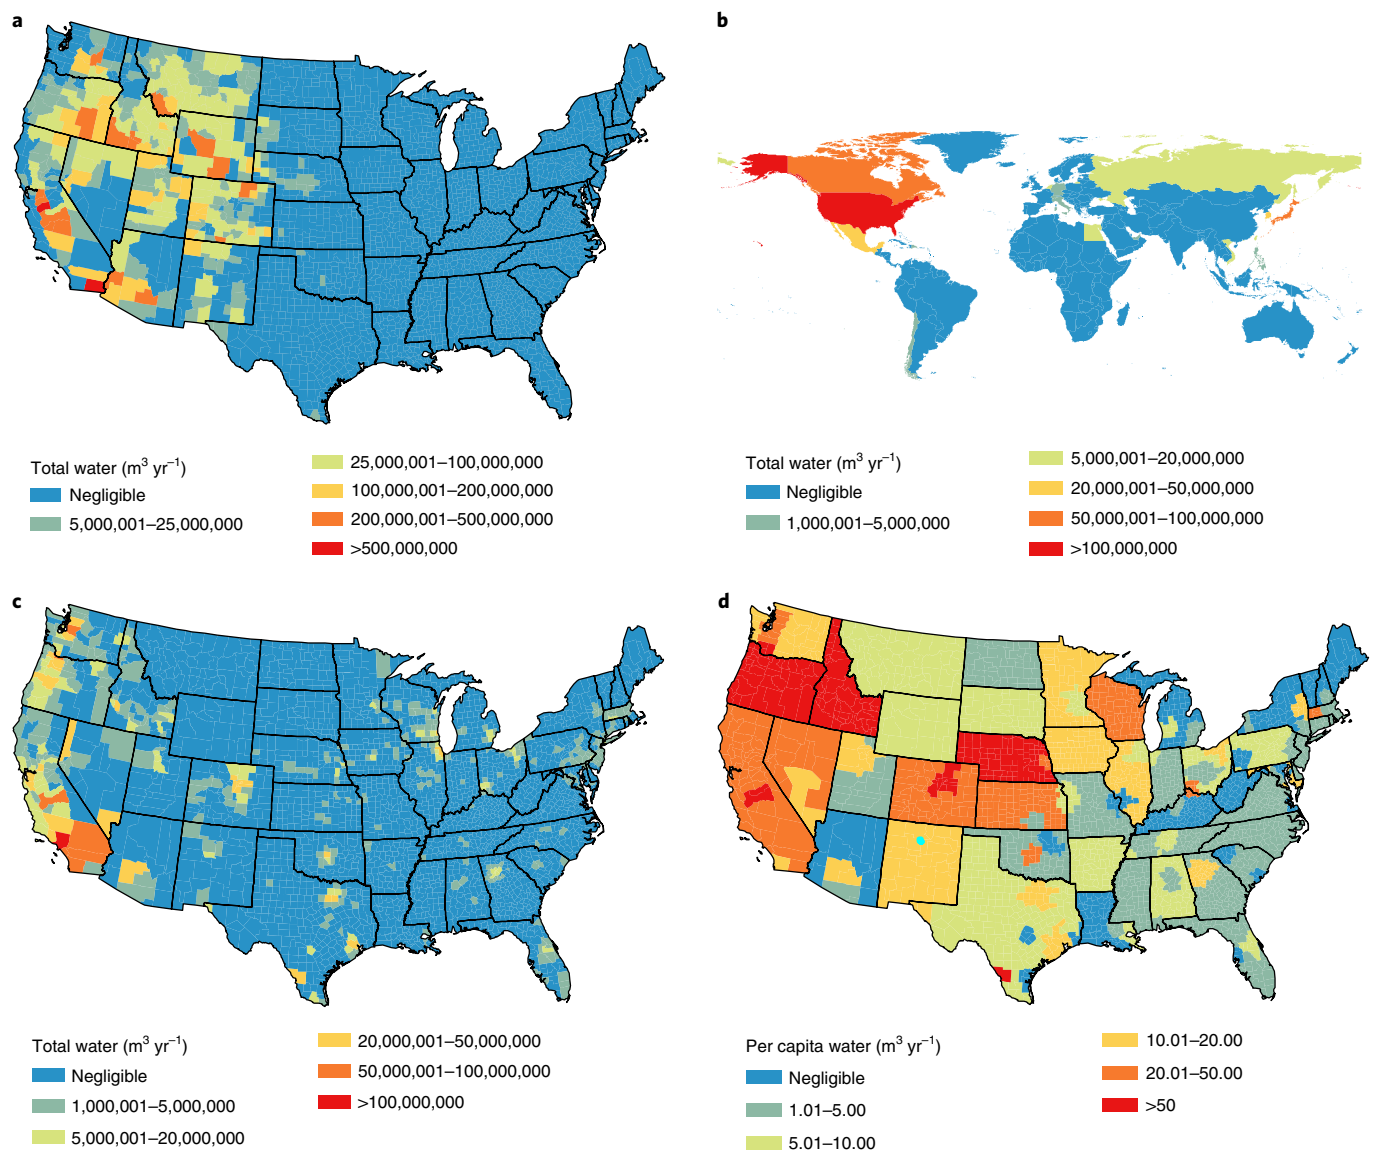 a
b
Total water (m³ yr⁻¹)
Negligible
5,000,001–25,000,000
25,000,001–100,000,000
100,000,001–200,000,000
200,000,001–500,000,000
>500,000,000
Total water (m³ yr⁻¹)
Negligible
1,000,001–5,000,000
5,000,001–20,000,000
20,000,001–50,000,000
50,000,001–100,000,000
>100,000,000
c
d
Total water (m³ yr⁻¹)
Negligible
1,000,001–5,000,000
5,000,001–20,000,000
20,000,001–50,000,000
50,000,001–100,000,000
>100,000,000
Per capita water (m³ yr⁻¹)
Negligible
1.01–5.00
5.01–10.00
10.01–20.00
20.01–50.00
>50